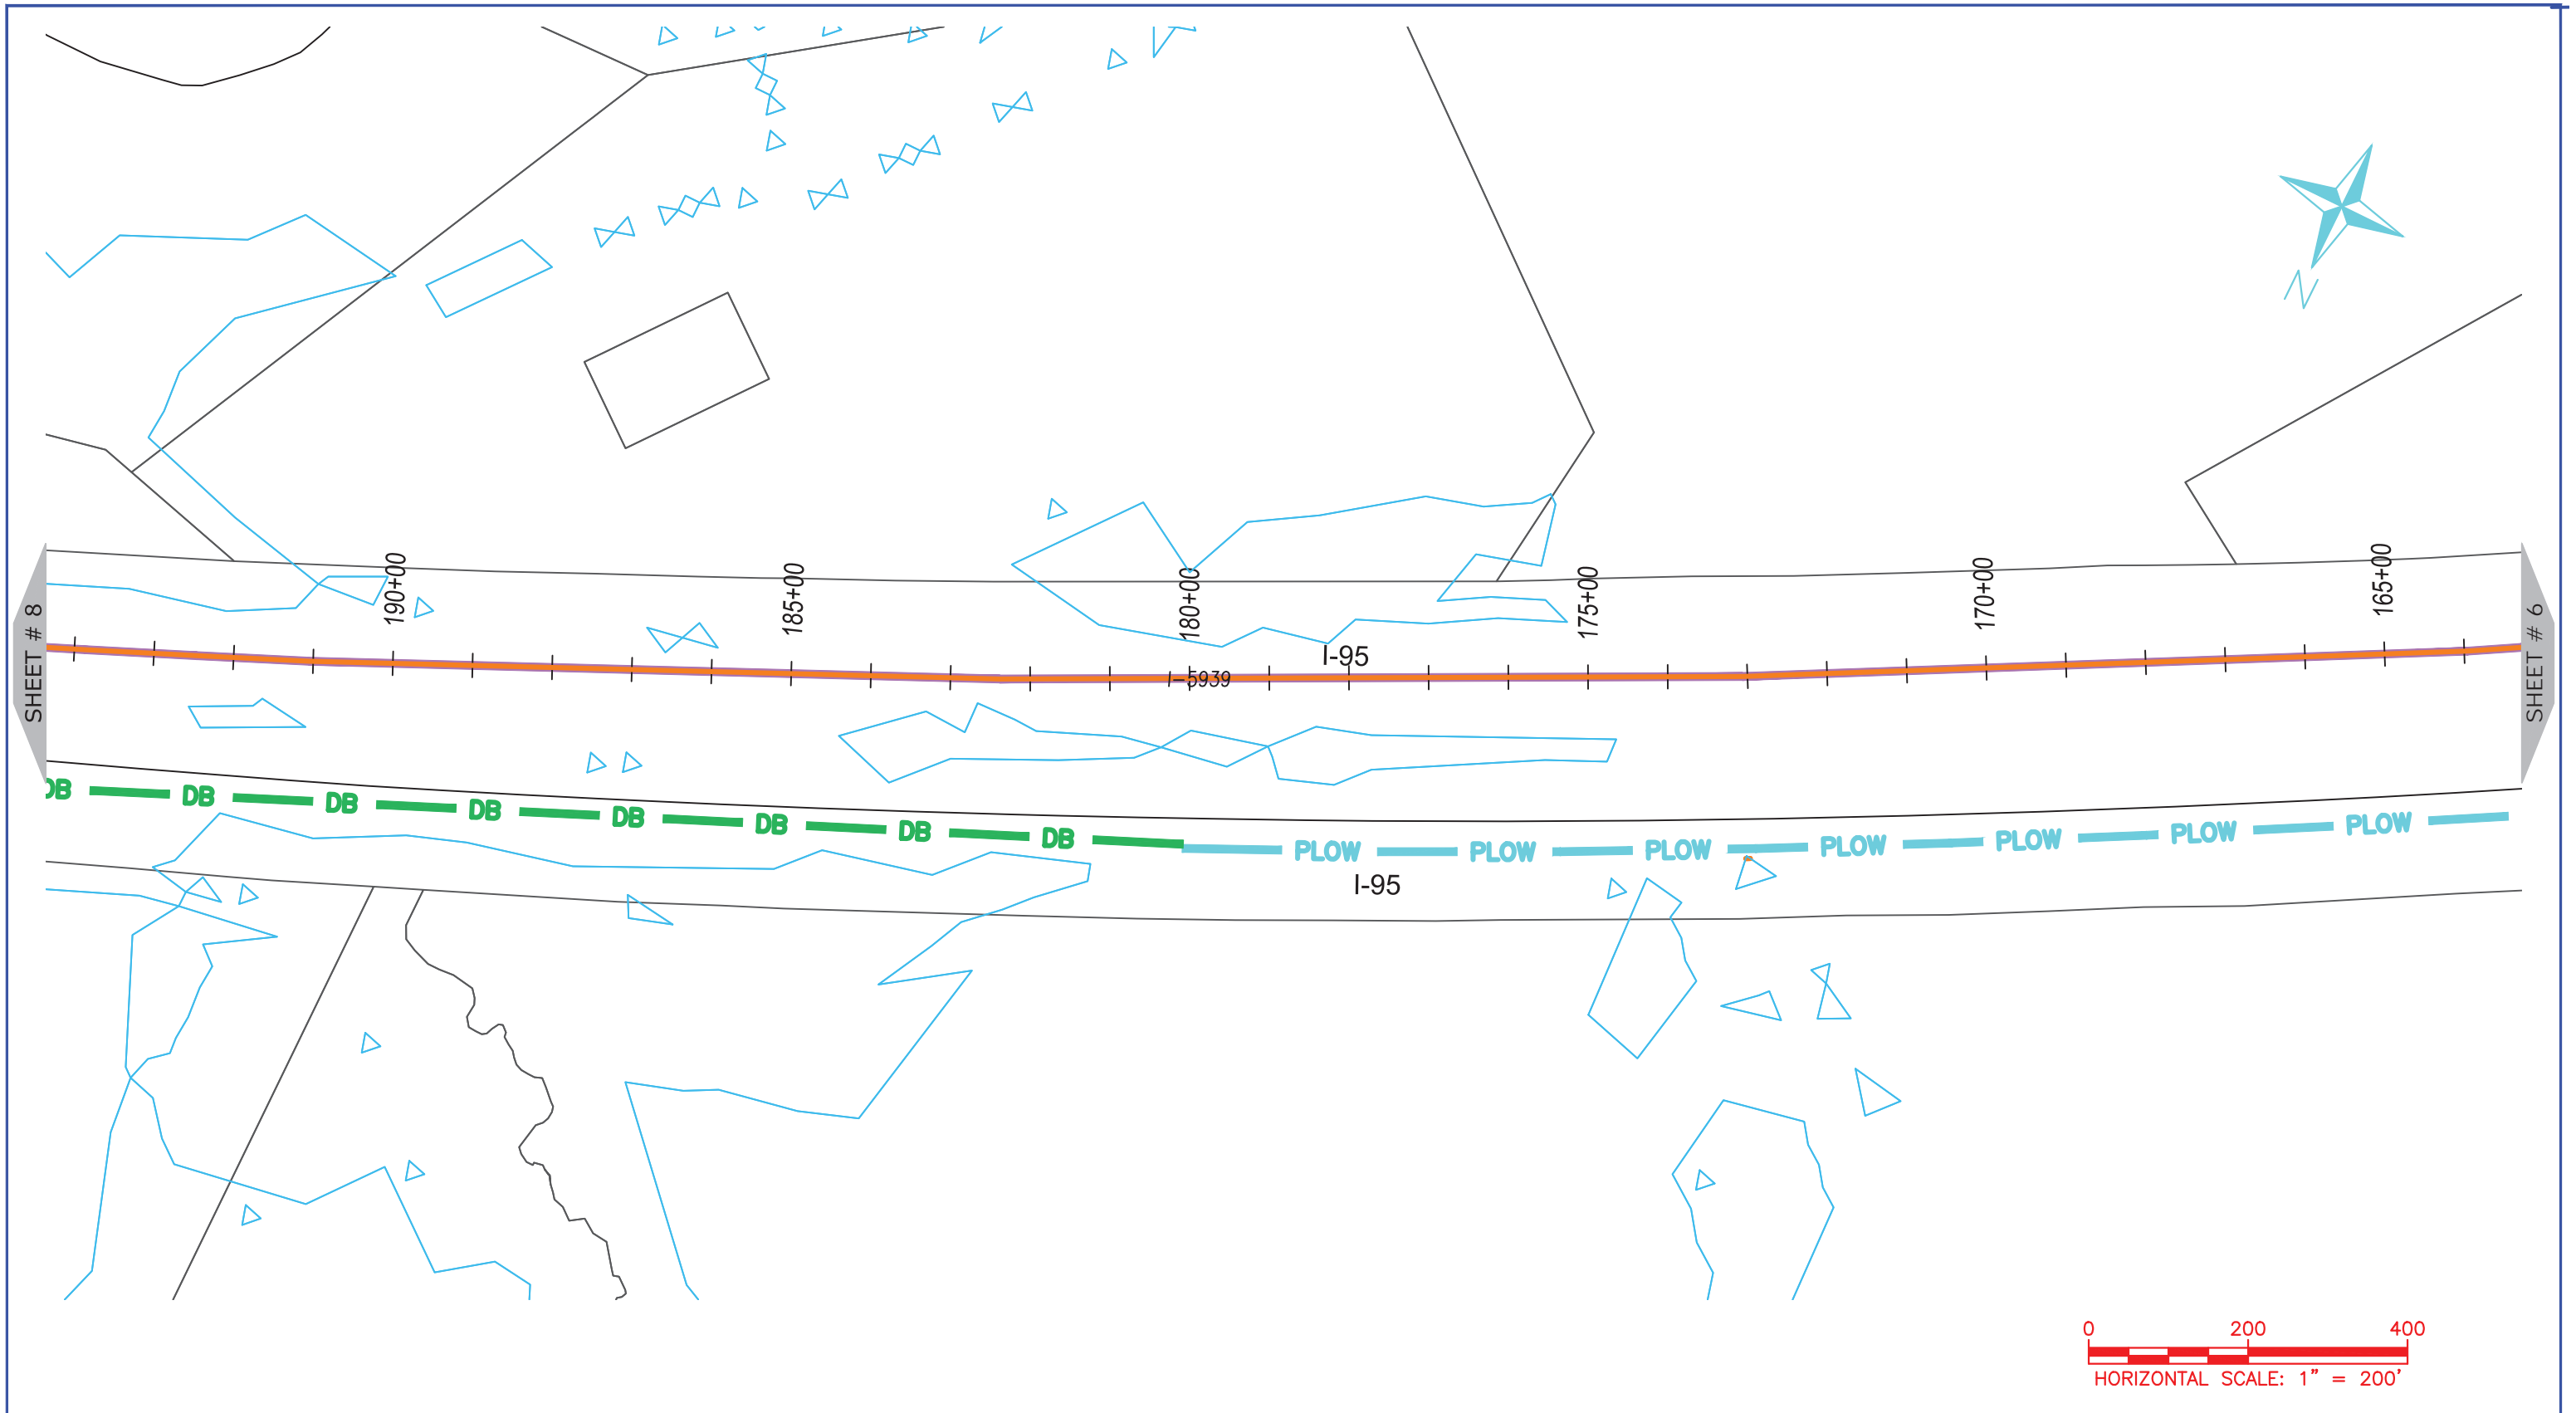 N
190+00
185+00
180+00
175+00
170+00
165+00
SHEET # 8
SHEET # 6
I-95
I-5939
DB DB DB DB DB DB DB DB
PLOW PLOW PLOW PLOW PLOW PLOW PLOW
I-95
0 200 400
HORIZONTAL SCALE: 1" = 200'